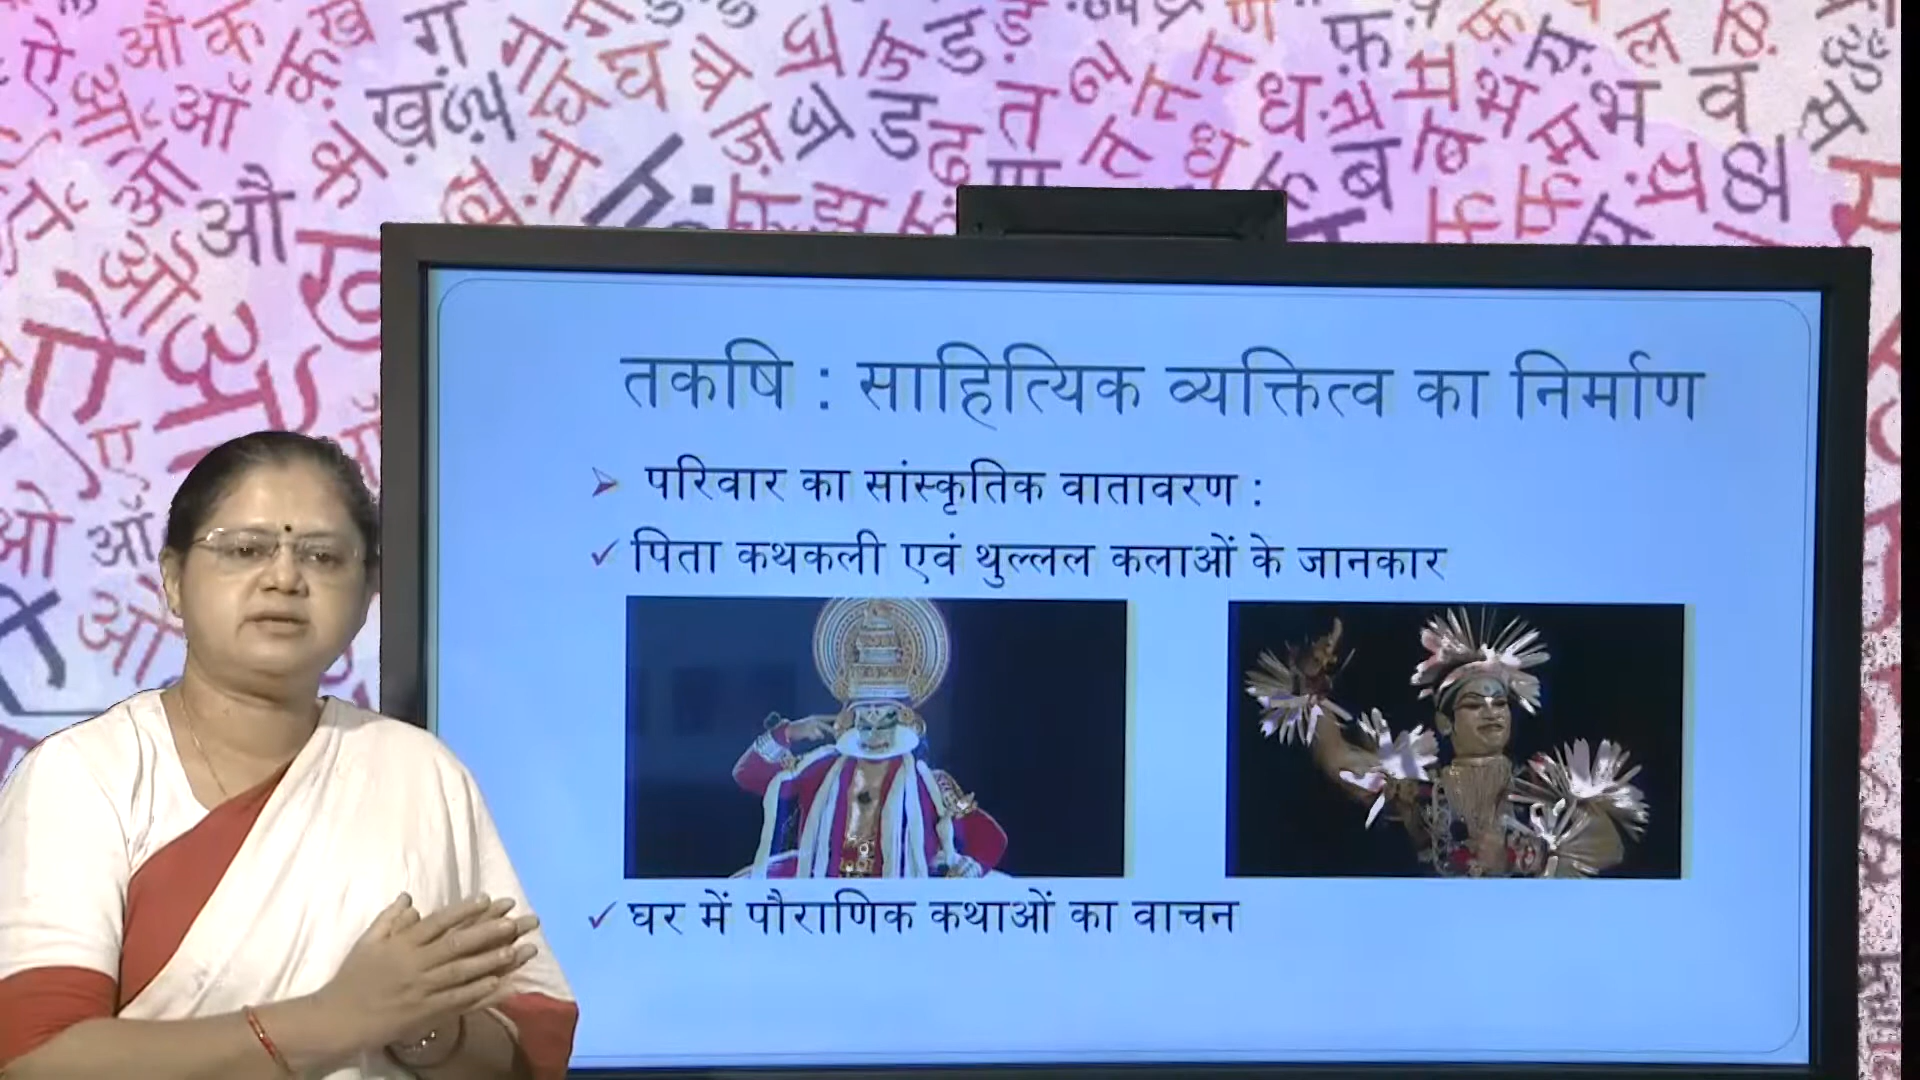 तकषि : साहित्यिक व्यक्तित्व का निर्माण
परिवार का सांस्कृतिक वातावरण :
पिता कथकली एवं थुल्लल कलाओं के जानकार
घर में पौराणिक कथाओं का वाचन